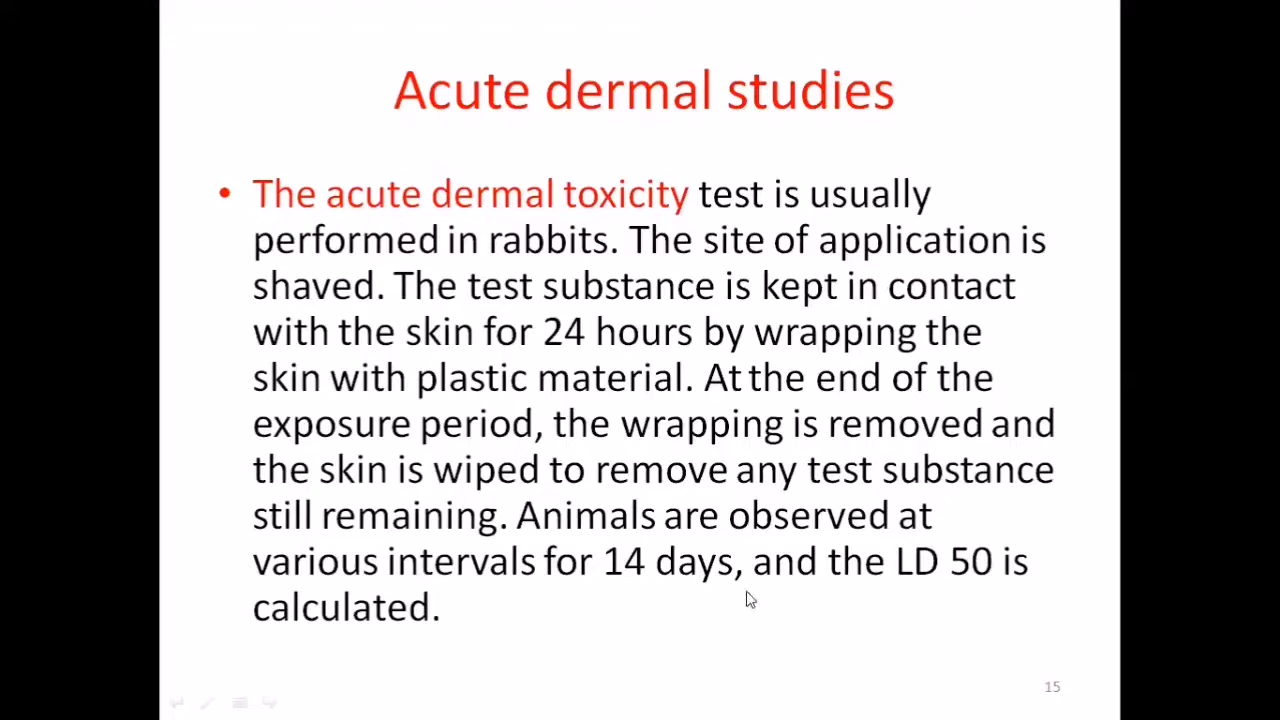 Acute dermal studies
• The acute dermal toxicity test is usually
performed in rabbits. The site of application is
shaved. The test substance is kept in contact
with the skin for 24 hours by wrapping the
skin with plastic material. At the end of the
exposure period, the wrapping is removed and
the skin is wiped to remove any test substance
still remaining. Animals are observed at
various intervals for 14 days, and the LD 50 is
calculated.
15